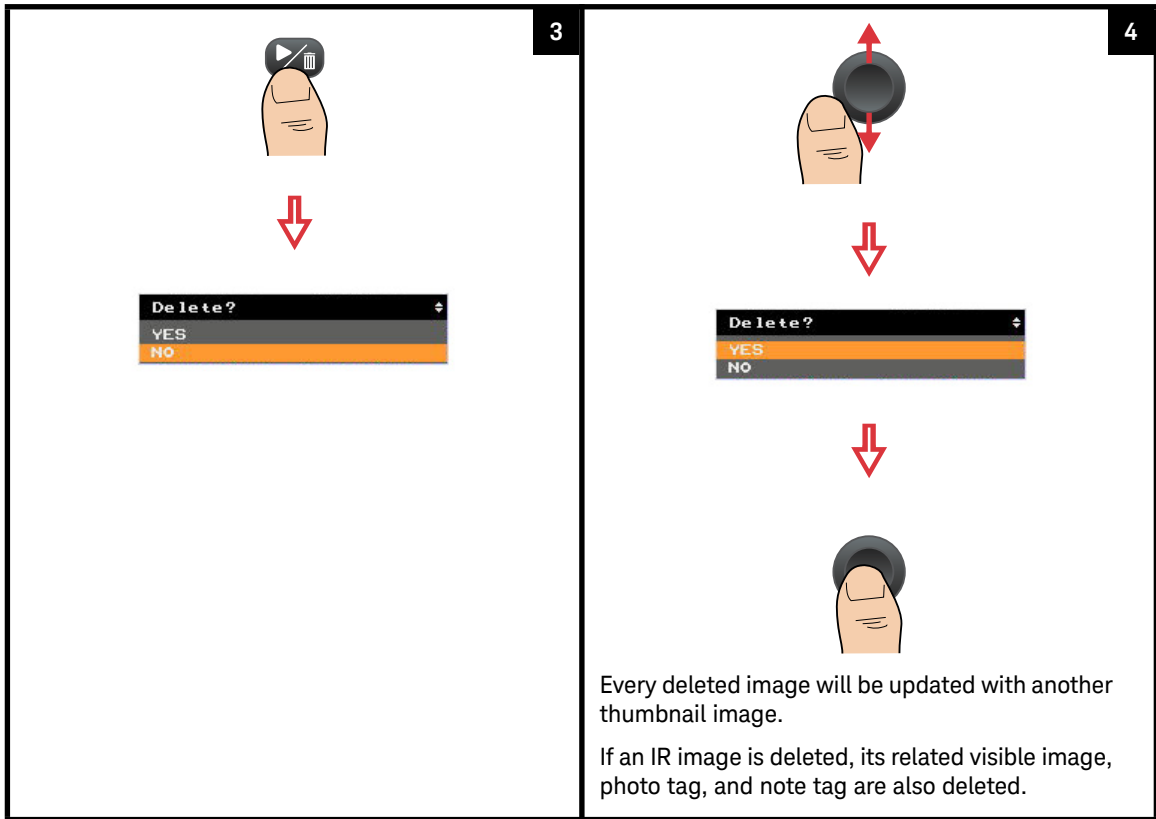 3
Delete?
YES
NO
4
Delete?
YES
NO
Every deleted image will be updated with another
thumbnail image.
If an IR image is deleted, its related visible image,
photo tag, and note tag are also deleted.